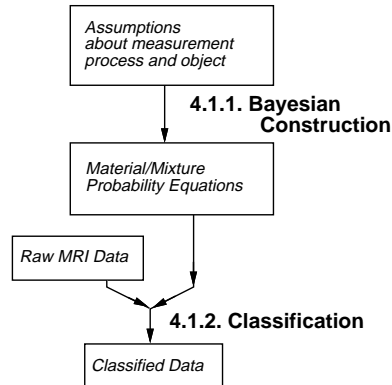 Assumptions
about measurement
process and object
4.1.1. Bayesian
Construction
Material/Mixture
Probability Equations
Raw MRI Data
4.1.2. Classification
Classified Data